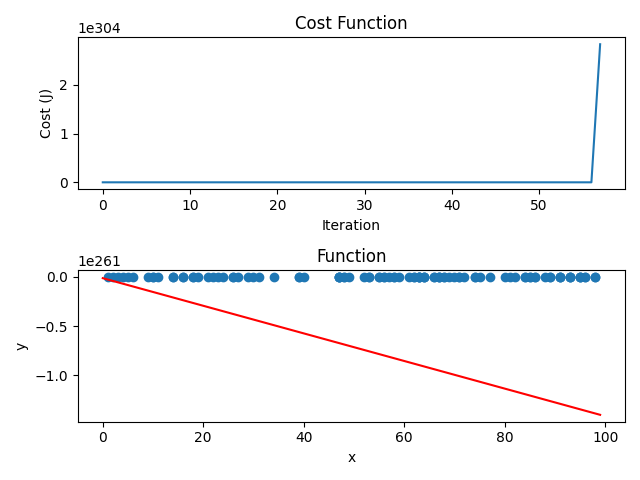 Cost Function
1e304
2
1
0
Cost (J)
0 10 20 30 40 50
Iteration
Function
1e261
0.0
−0.5
−1.0
y
0 20 40 60 80 100
x